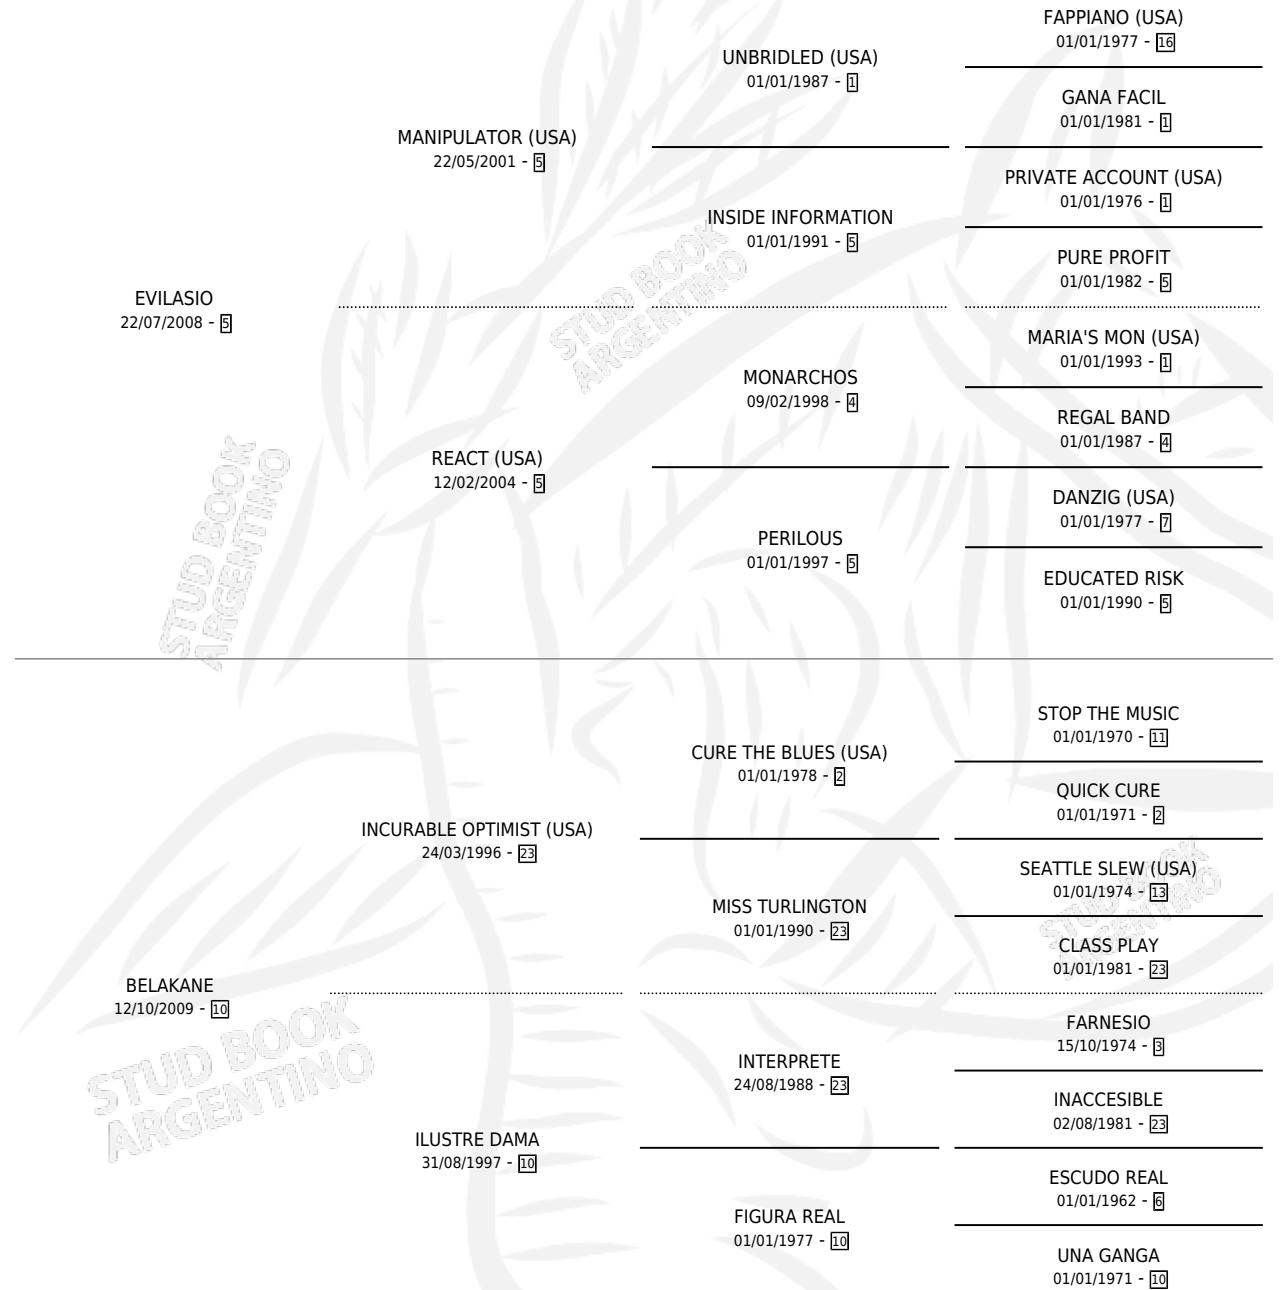 FAPPIANO (USA)
01/01/1977 - 16
UNBRIDLED (USA)
01/01/1987 - 1
GANA FACIL
01/01/1981 - 1
MANIPULATOR (USA)
22/05/2001 - 5
PRIVATE ACCOUNT (USA)
01/01/1976 - 1
INSIDE INFORMATION
01/01/1991 - 5
PURE PROFIT
01/01/1982 - 5
EVILASIO
22/07/2008 - 5
MARIA'S MON (USA)
01/01/1993 - 1
MONARCHOS
09/02/1998 - 4
REGAL BAND
01/01/1987 - 4
REACT (USA)
12/02/2004 - 5
DANZIG (USA)
01/01/1977 - 7
PERILOUS
01/01/1997 - 5
EDUCATED RISK
01/01/1990 - 5
STOP THE MUSIC
01/01/1970 - 11
CURE THE BLUES (USA)
01/01/1978 - 2
QUICK CURE
01/01/1971 - 2
INCURABLE OPTIMIST (USA)
24/03/1996 - 23
SEATTLE SLEW (USA)
01/01/1974 - 13
MISS TURLINGTON
01/01/1990 - 23
CLASS PLAY
01/01/1981 - 23
BELAKANE
12/10/2009 - 10
FARNESIO
15/10/1974 - 3
INTERPRETE
24/08/1988 - 23
INACCESIBLE
02/08/1981 - 23
ILUSTRE DAMA
31/08/1997 - 10
ESCUDO REAL
01/01/1962 - 6
FIGURA REAL
01/01/1977 - 10
UNA GANGA
01/01/1971 - 10
STUD BOOK
ARGENTINO
STUD BOOK
ARGENTINO
STUD BOOK
ARGENTINO
STUD BOOK
ARGENTINO